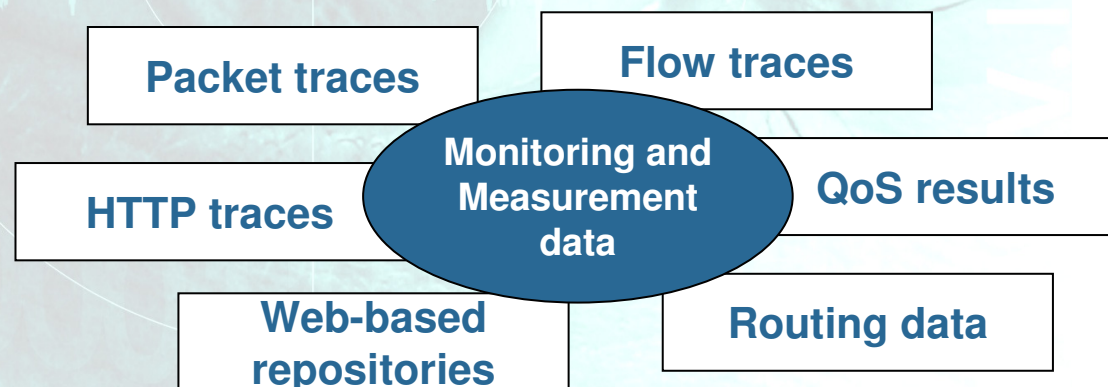 Packet traces
Flow traces
Monitoring and
Measurement
data
HTTP traces
QoS results
Web-based
repositories
Routing data